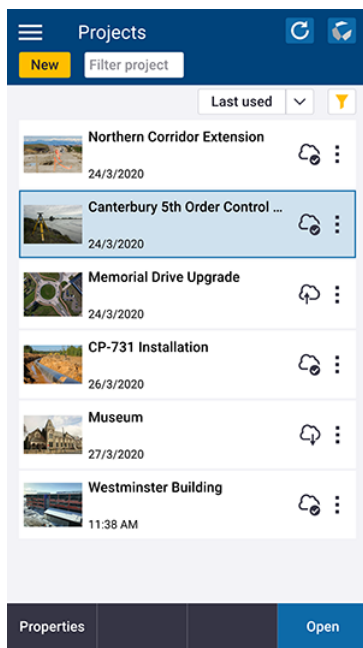 Projects
New
Filter project
Last used
Northern Corridor Extension
24/3/2020
Canterbury 5th Order Control ...
24/3/2020
Memorial Drive Upgrade
24/3/2020
CP-731 Installation
26/3/2020
Museum
27/3/2020
Westminster Building
11:38 AM
Properties
Open